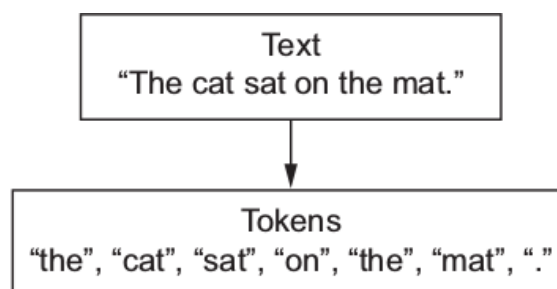 Text
“The cat sat on the mat.”
Tokens
“the”, “cat”, “sat”, “on”, “the”, “mat”, “.”